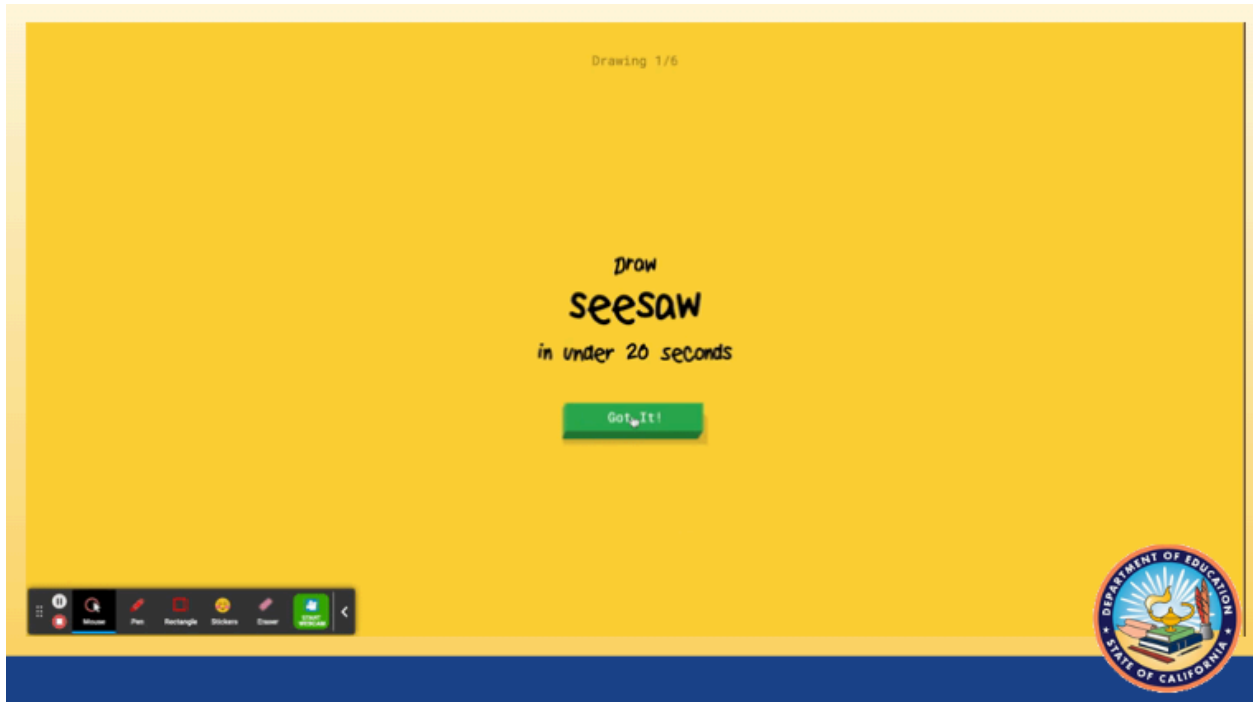 Drawing 1/6
Draw
seesaw
in under 20 seconds
Got It!
Mouse
Pen
Rectangle
Stickers
Eraser
START
WEBCAM
DEPARTMENT OF EDUCATION
STATE OF CALIFORNIA